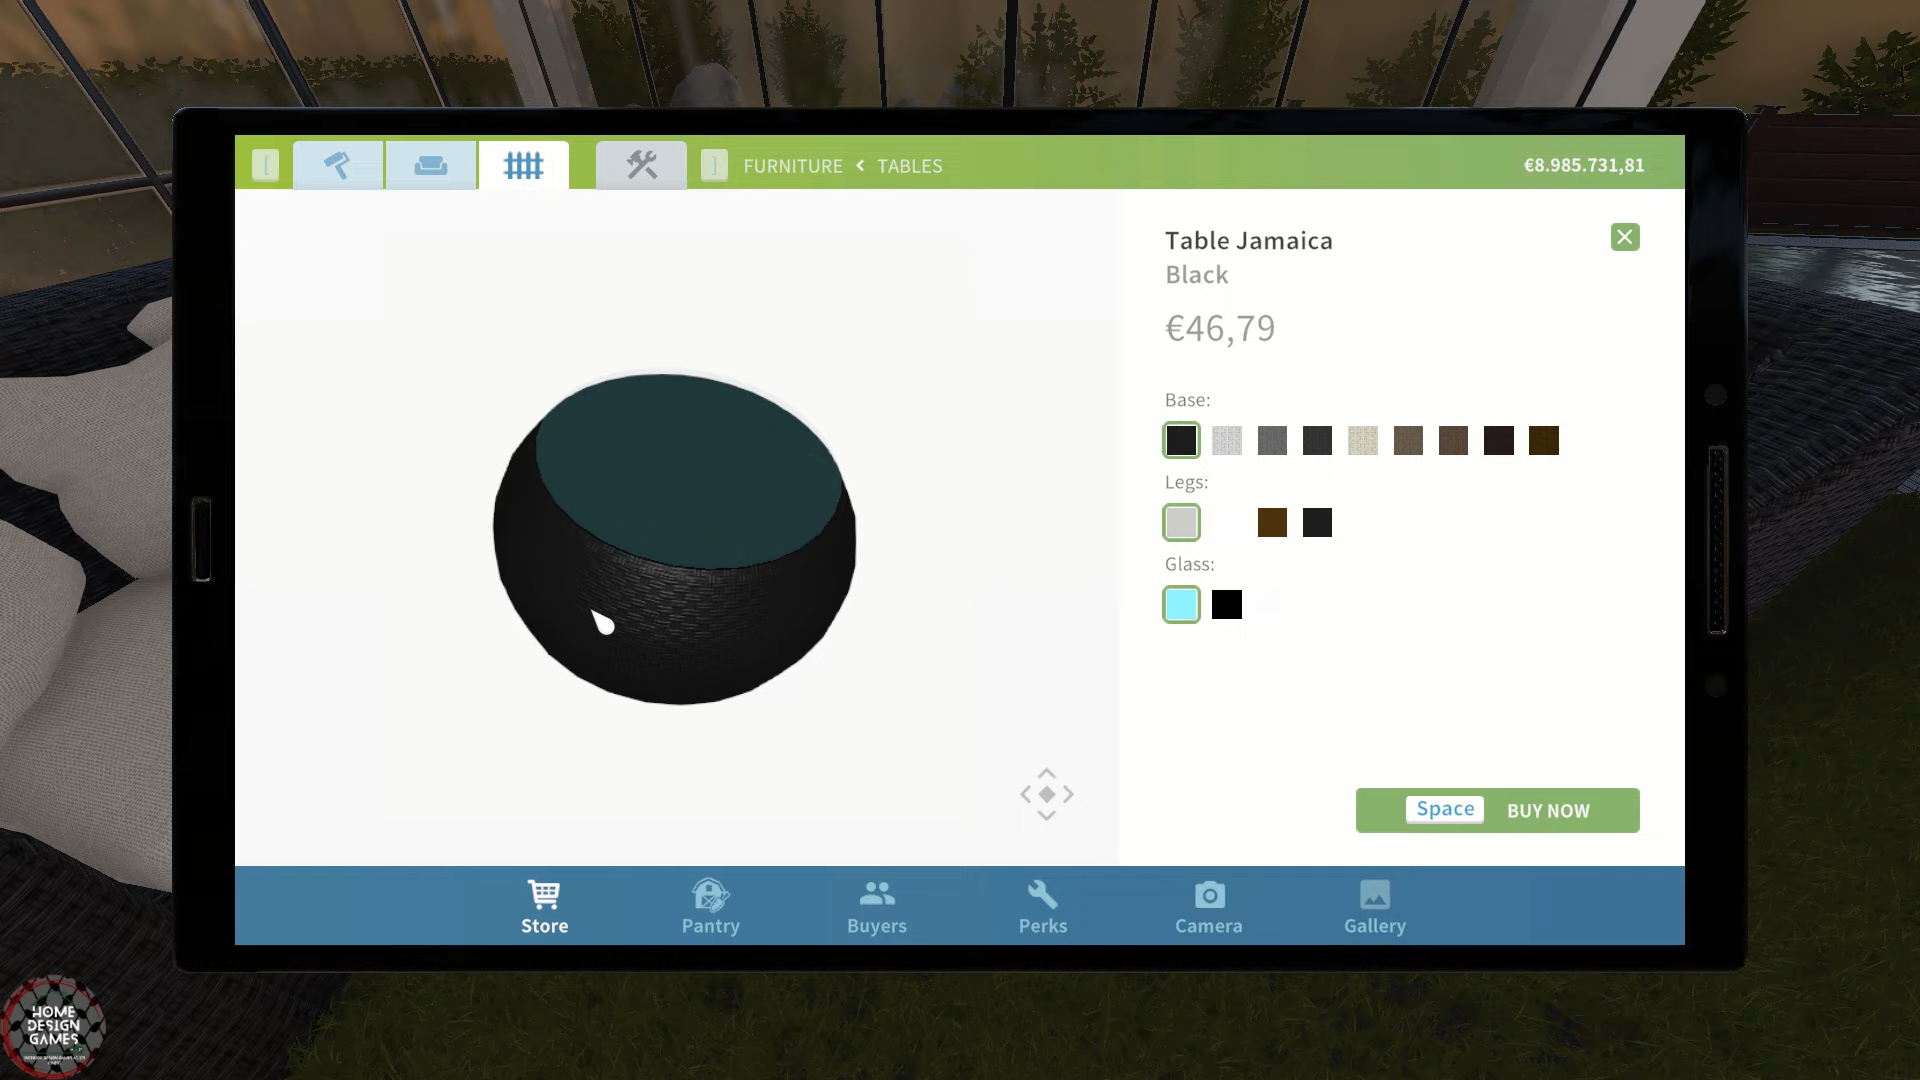 [
]
FURNITURE < TABLES
€8.985.731,81
Table Jamaica
Black
€46,79
Base:
Legs:
Glass:
Space BUY NOW
Store
Pantry
Buyers
Perks
Camera
Gallery
HOME
DESIGN
GAMES